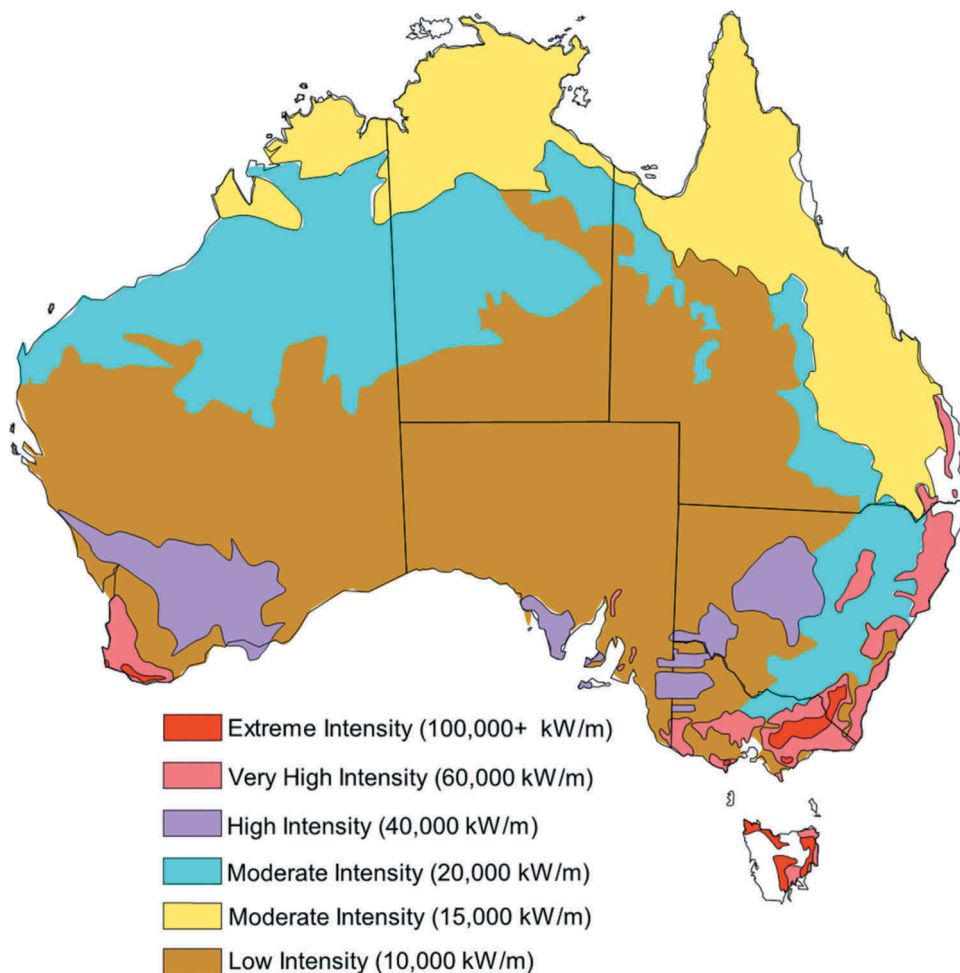 Extreme Intensity (100,000+ kW/m)
Very High Intensity (60,000 kW/m)
High Intensity (40,000 kW/m)
Moderate Intensity (20,000 kW/m)
Moderate Intensity (15,000 kW/m)
Low Intensity (10,000 kW/m)